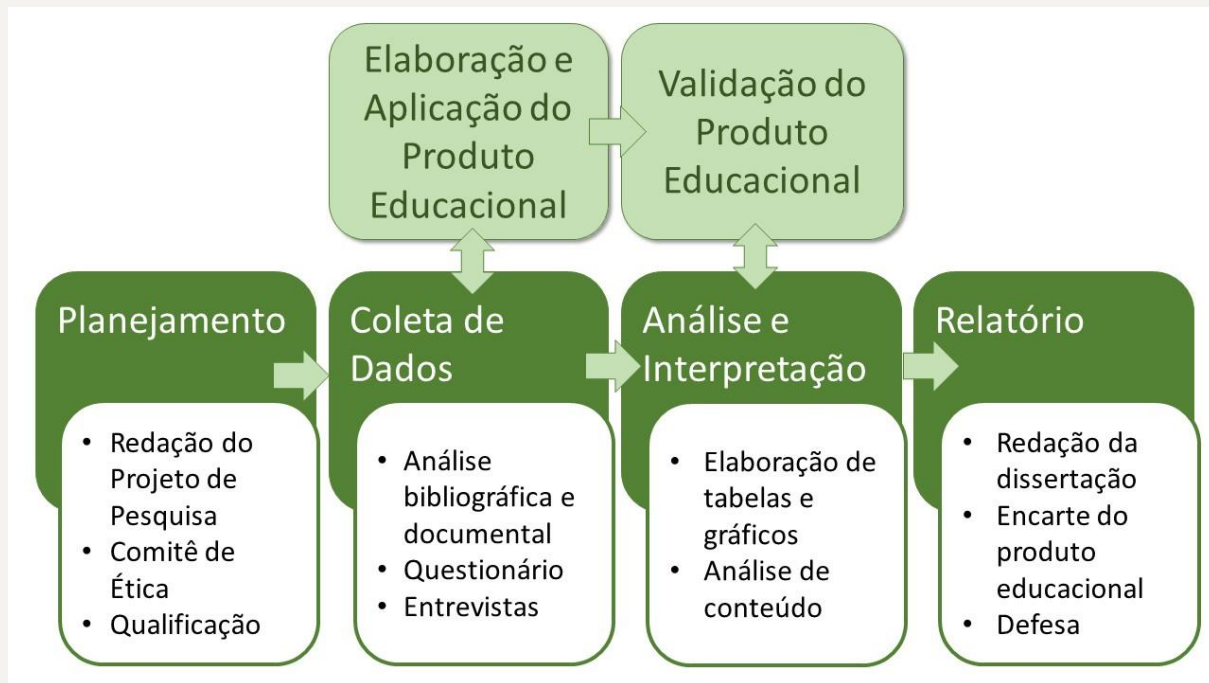 Elaboração e
Aplicação do
Produto
Educacional
Validação do
Produto
Educacional
Planejamento
• Redação do
Projeto de
Pesquisa
• Comitê de
Ética
• Qualificação
Coleta de
Dados
• Análise
bibliográfica e
documental
• Questionário
• Entrevistas
Análise e
Interpretação
• Elaboração de
tabelas e
gráficos
• Análise de
conteúdo
Relatório
• Redação da
dissertação
• Encarte do
produto
educacional
• Defesa